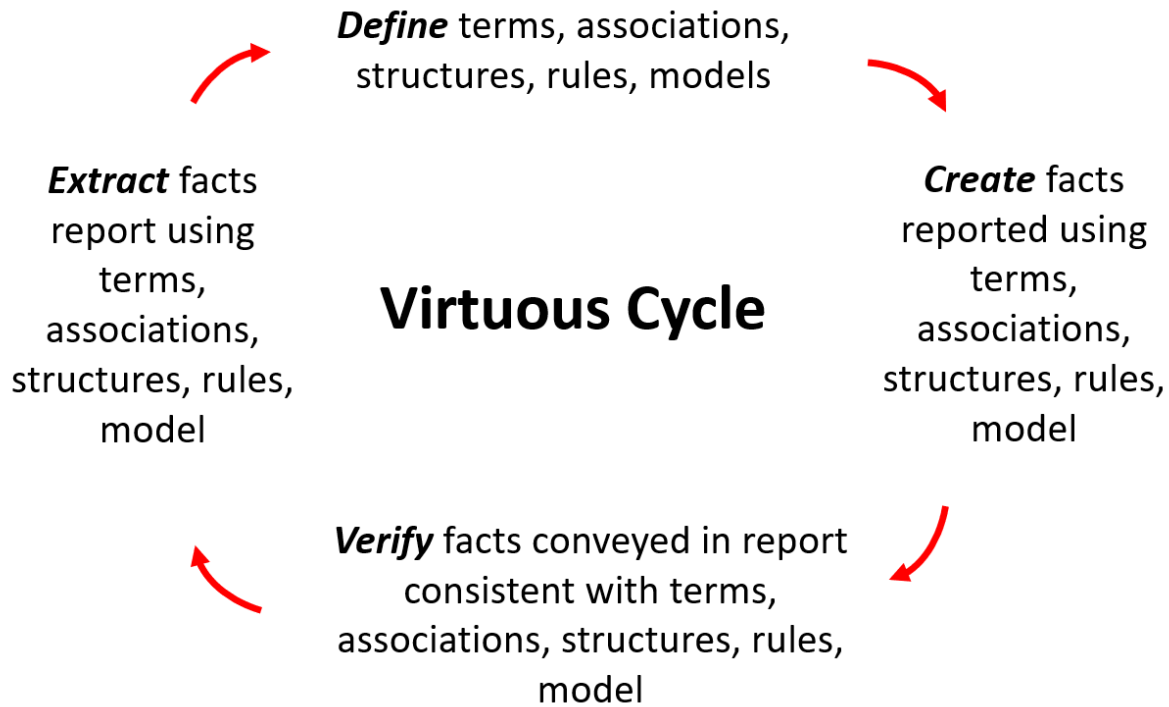 Define terms, associations,
structures, rules, models
Create facts
reported using
terms,
associations,
structures, rules,
model
Verify facts conveyed in report
consistent with terms,
associations, structures, rules,
model
Extract facts
report using
terms,
associations,
structures, rules,
model
Virtuous Cycle